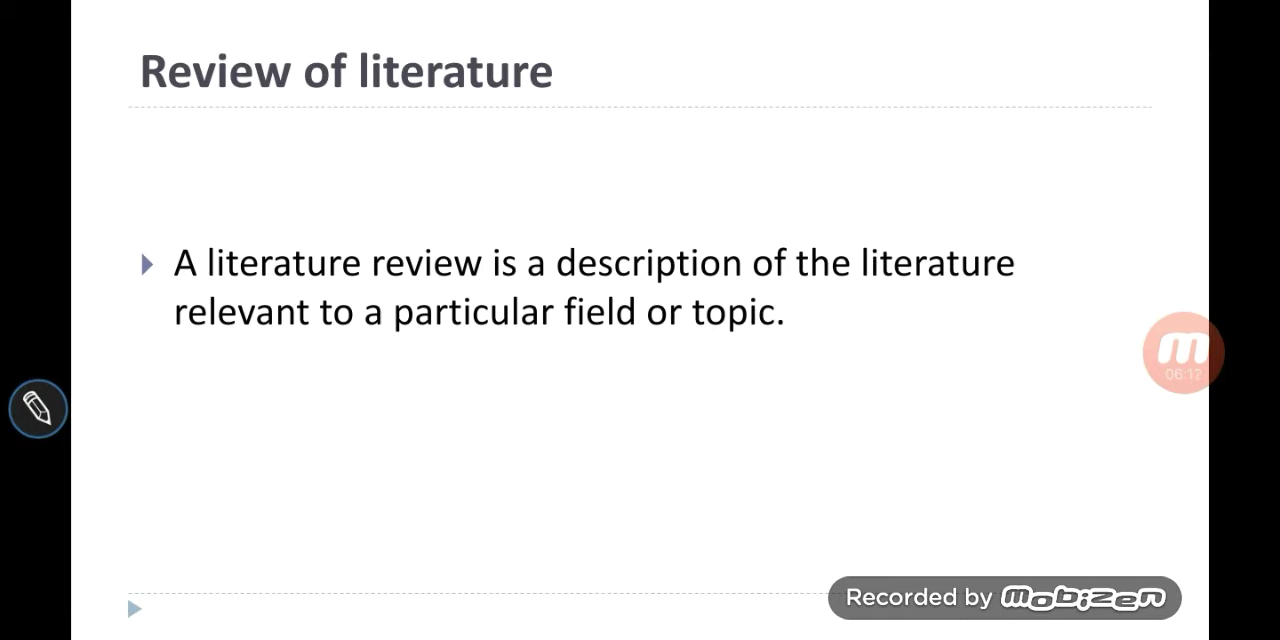 Review of literature
A literature review is a description of the literature
relevant to a particular field or topic.
06:12
Recorded by mobizen